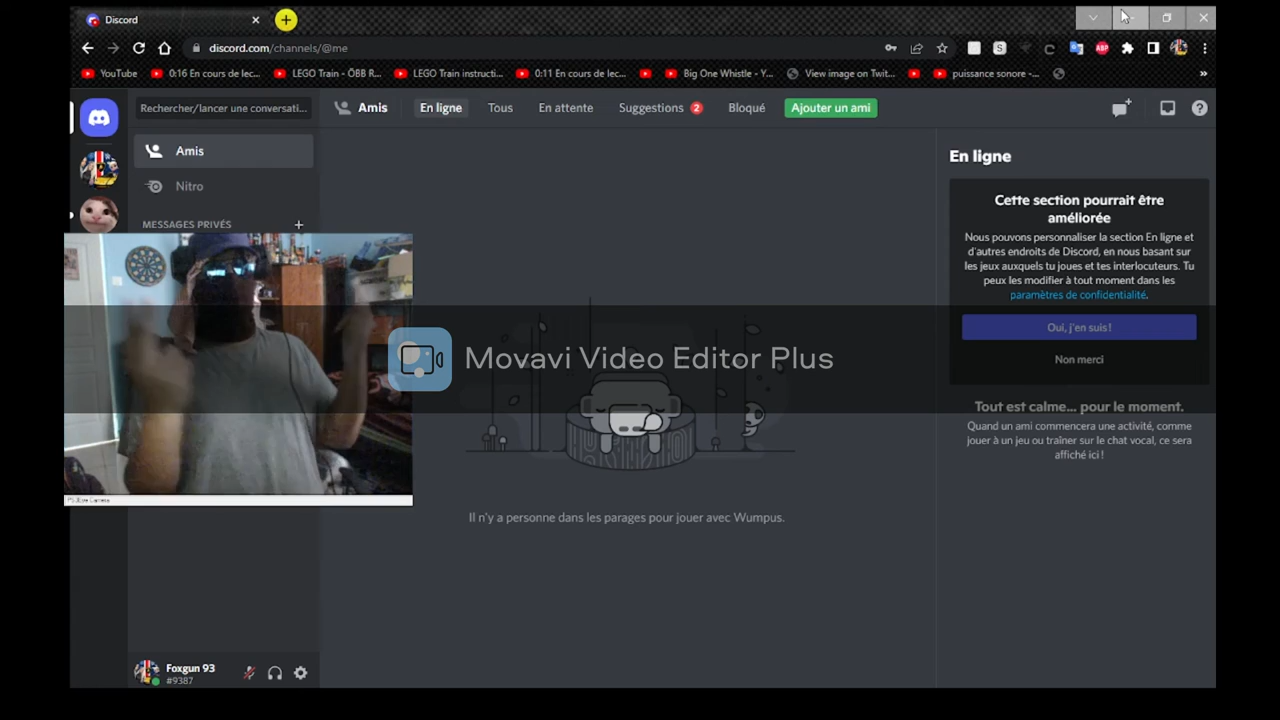 Discord
discord.com/channels/@me
YouTube
0:16 En cours de lec...
LEGO Train - ÖBB R...
LEGO Train instructi...
0:11 En cours de lec...
Big One Whistle - Y...
View image on Twit...
puissance sonore -...
»
Rechercher/lancer une conversati...
Amis
En ligne
Tous
En attente
Suggestions 2
Bloqué
Ajouter un ami
Amis
Nitro
MESSAGES PRIVÉS +
En ligne
Cette section pourrait être
améliorée
Nous pouvons personnaliser la section En ligne et
d'autres endroits de Discord, en nous basant sur
les jeux auxquels tu joues et tes interlocuteurs. Tu
peux les modifier à tout moment dans les
paramètres de confidentialité.
Oui, j'en suis !
Non merci
Tout est calme... pour le moment.
Quand un ami commencera une activité, comme
jouer à un jeu ou traîner sur le chat vocal, ce sera
affiché ici !
Movavi Video Editor Plus
Il n'y a personne dans les parages pour jouer avec Wumpus.
Foxgun 93
#9387